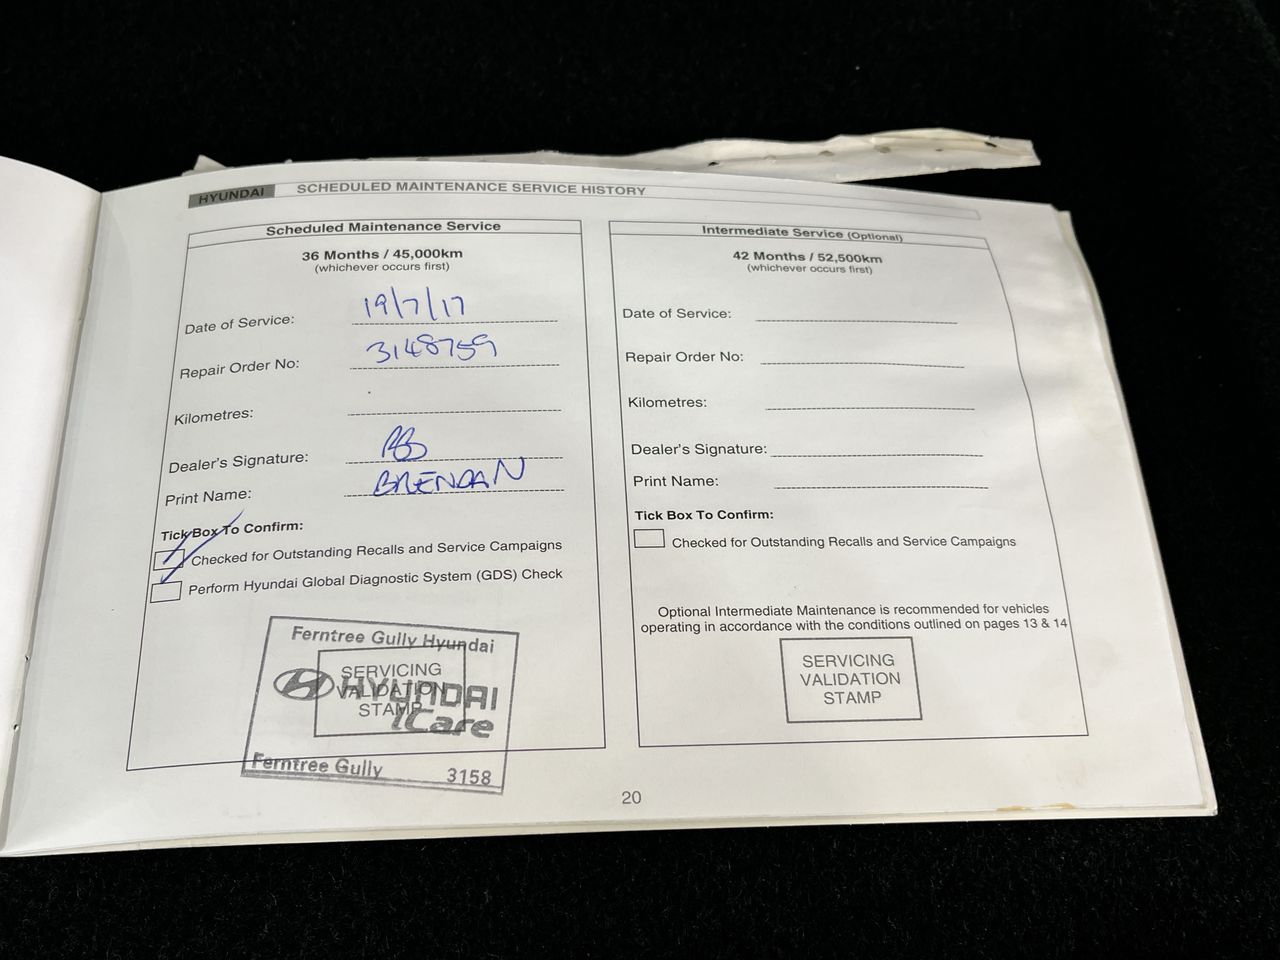 HYUNDAI SCHEDULED MAINTENANCE SERVICE HISTORY
Scheduled Maintenance Service
36 Months / 45,000km
(whichever occurs first)
Date of Service: 19/7/17
Repair Order No: 3148759
Kilometres:
Dealer's Signature:
Print Name: BRENDAN
Tick Box To Confirm:
Checked for Outstanding Recalls and Service Campaigns
Perform Hyundai Global Diagnostic System (GDS) Check
Ferntree Gully Hyundai
SERVICING
VALIDATION
STAMP
HYUNDAI
iCare
Ferntree Gully 3158
Intermediate Service (Optional)
42 Months / 52,500km
(whichever occurs first)
Date of Service:
Repair Order No:
Kilometres:
Dealer's Signature:
Print Name:
Tick Box To Confirm:
Checked for Outstanding Recalls and Service Campaigns
Optional Intermediate Maintenance is recommended for vehicles
operating in accordance with the conditions outlined on pages 13 & 14
SERVICING
VALIDATION
STAMP
20